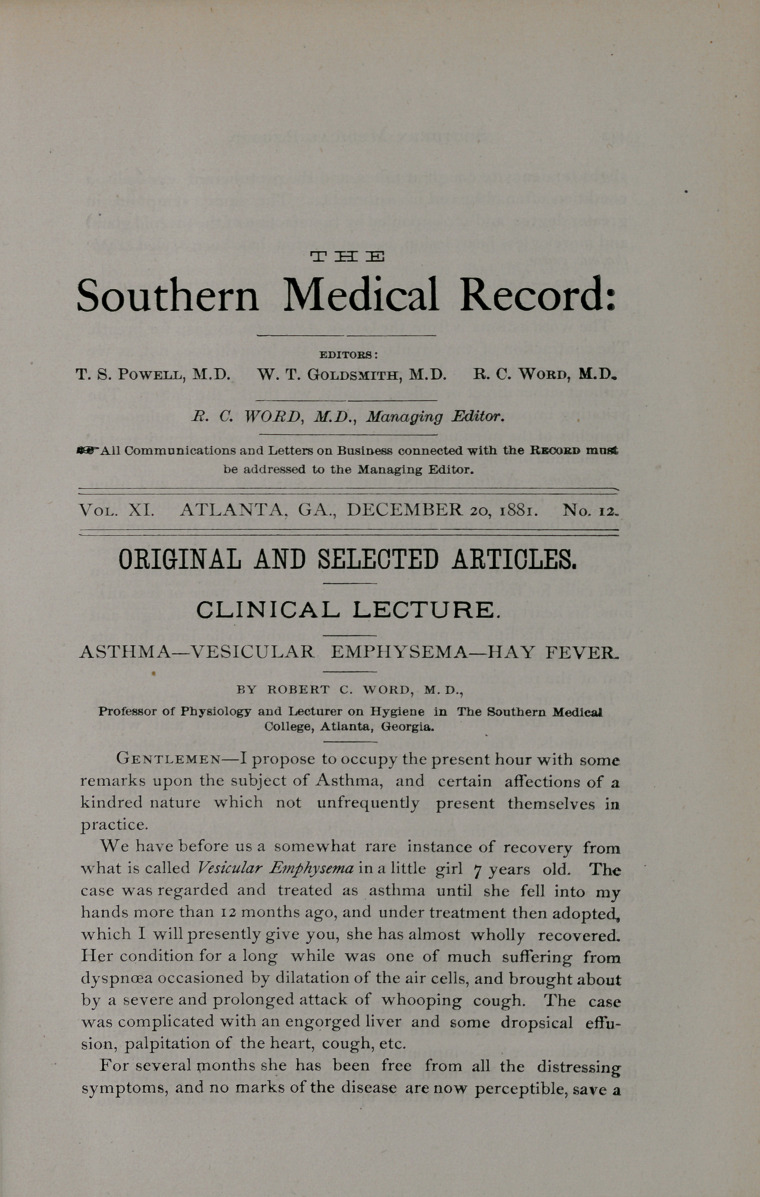 THE
Southern Medical Record:
EDITORS:
T. S. POWELL, M.D. W. T. GOLDSMITH, M.D. R. C. WORD, M.D.
R. C. WORD, M.D., Managing Editor.
☞All Communications and Letters on Business connected with the RECORD must
be addressed to the Managing Editor.
VOL. XI. ATLANTA, GA., DECEMBER 20, 1881. No. 12.
ORIGINAL AND SELECTED ARTICLES.
CLINICAL LECTURE.
ASTHMA—VESICULAR EMPHYSEMA—HAY FEVER.
BY ROBERT C. WORD, M. D.,
Professor of Physiology and Lecturer on Hygiene in The Southern Medical
College, Atlanta, Georgia.
GENTLEMEN—I propose to occupy the present hour with some
remarks upon the subject of Asthma, and certain affections of a
kindred nature which not unfrequently present themselves in
practice.
We have before us a somewhat rare instance of recovery from
what is called Vesicular Emphysema in a little girl 7 years old. The
case was regarded and treated as asthma until she fell into my
hands more than 12 months ago, and under treatment then adopted,
which I will presently give you, she has almost wholly recovered.
Her condition for a long while was one of much suffering from
dyspnœa occasioned by dilatation of the air cells, and brought about
by a severe and prolonged attack of whooping cough. The case
was complicated with an engorged liver and some dropsical effu-
sion, palpitation of the heart, cough, etc.
For several months she has been free from all the distressing
symptoms, and no marks of the disease are now perceptible, save a